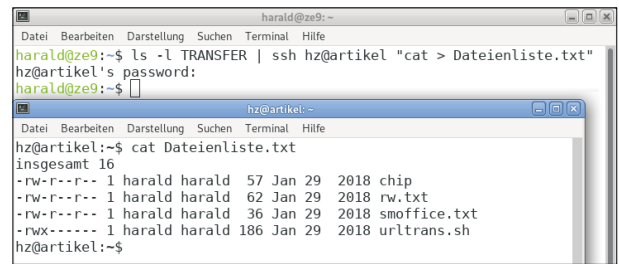 harald@ze9: ~
Datei Bearbeiten Darstellung Suchen Terminal Hilfe
harald@ze9:~$ ls -l TRANSFER | ssh hz@artikel "cat > Dateienliste.txt"
hz@artikel's password:
harald@ze9:~$
hz@artikel: ~
Datei Bearbeiten Darstellung Suchen Terminal Hilfe
hz@artikel:~$ cat Dateienliste.txt
insgesamt 16
-rw-r--r-- 1 harald harald  57 Jan 29  2018 chip
-rw-r--r-- 1 harald harald  62 Jan 29  2018 rw.txt
-rw-r--r-- 1 harald harald  36 Jan 29  2018 smoffice.txt
-rwx------ 1 harald harald 186 Jan 29  2018 urltrans.sh
hz@artikel:~$